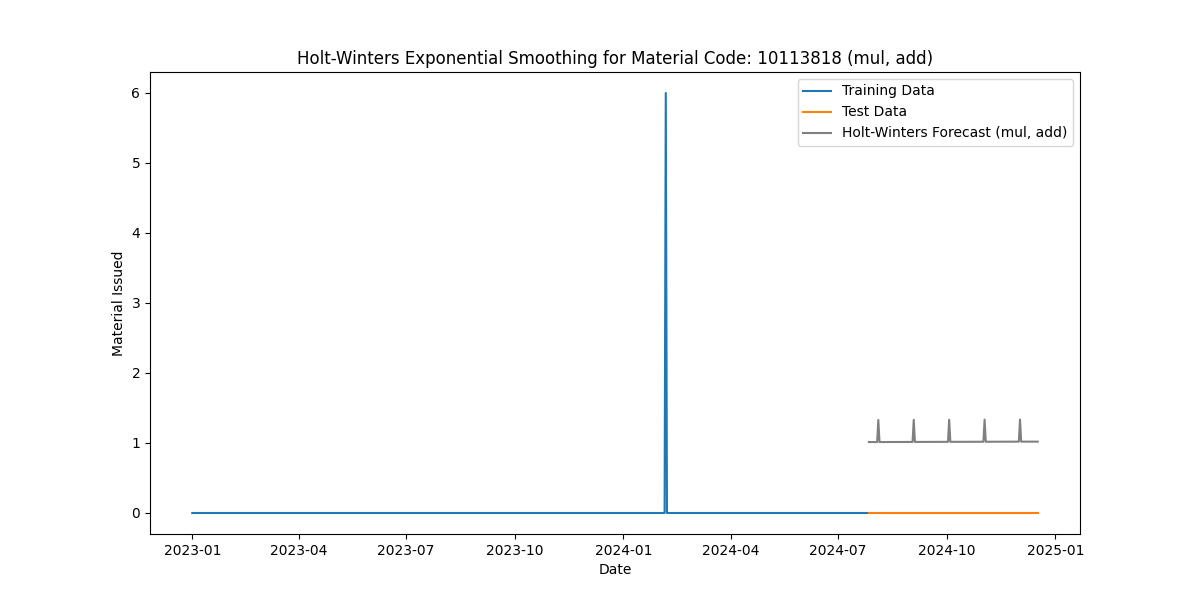 Holt-Winters Exponential Smoothing for Material Code: 10113818 (mul, add)
Training Data
Test Data
Holt-Winters Forecast (mul, add)
Material Issued
6
5
4
3
2
1
0
2023-01 2023-04 2023-07 2023-10 2024-01 2024-04 2024-07 2024-10 2025-01
Date